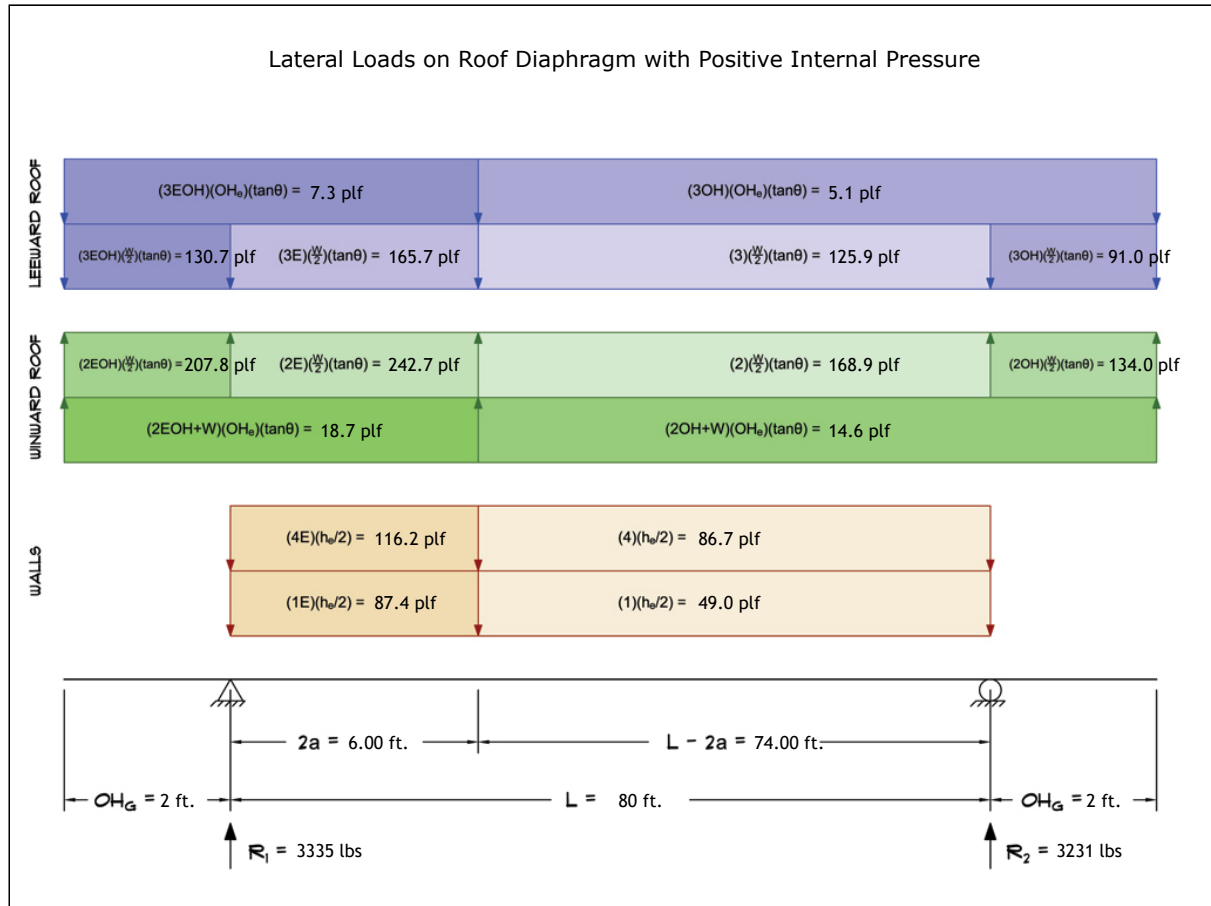 Lateral Loads on Roof Diaphragm with Positive Internal Pressure
LEEWARD ROOF
(3EOH)(OHₑ)(tanθ) = 7.3 plf
(3OH)(OHₑ)(tanθ) = 5.1 plf
(3EOH)(W/2)(tanθ) = 130.7 plf
(3E)(W/2)(tanθ) = 165.7 plf
(3)(W/2)(tanθ) = 125.9 plf
(3OH)(W/2)(tanθ) = 91.0 plf
WINWARD ROOF
(2EOH)(W/2)(tanθ) = 207.8 plf
(2E)(W/2)(tanθ) = 242.7 plf
(2)(W/2)(tanθ) = 168.9 plf
(2OH)(W/2)(tanθ) = 134.0 plf
(2EOH+W)(OHₑ)(tanθ) = 18.7 plf
(2OH+W)(OHₑ)(tanθ) = 14.6 plf
WALLS
(4E)(hₑ/2) = 116.2 plf
(4)(hₑ/2) = 86.7 plf
(1E)(hₑ/2) = 87.4 plf
(1)(hₑ/2) = 49.0 plf
2a = 6.00 ft.
L - 2a = 74.00 ft.
OH_G = 2 ft.
L = 80 ft.
OH_G = 2 ft.
R₁ = 3335 lbs
R₂ = 3231 lbs